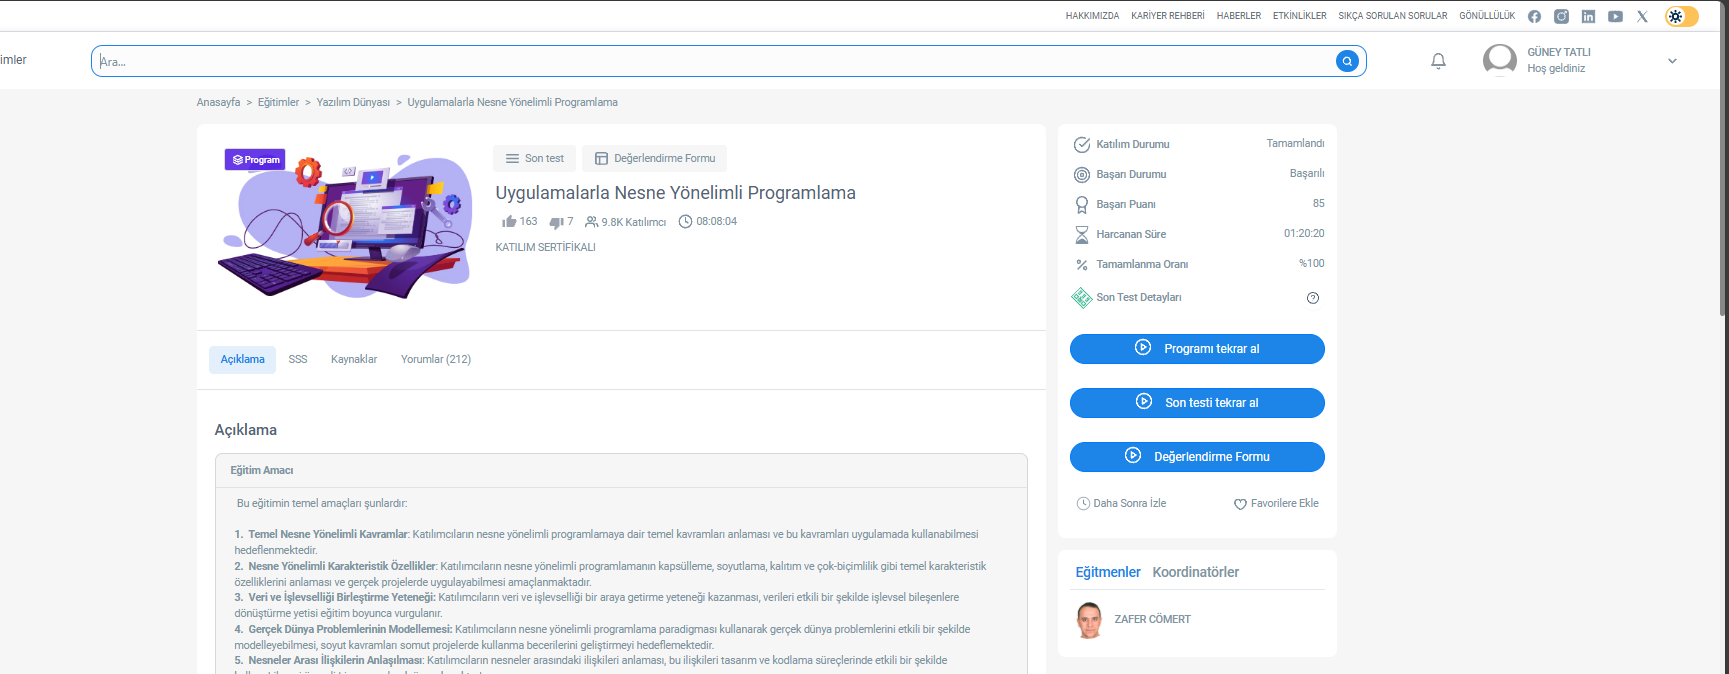 HAKKIMIZDA KARİYER REHBERİ HABERLER ETKİNLİKLER SIKÇA SORULAN SORULAR GÖNÜLLÜLÜK
imler
Ara...
GÜNEY TATLI
Hoş geldiniz
Anasayfa > Eğitimler > Yazılım Dünyası > Uygulamalarla Nesne Yönelimli Programlama
Program
Son test
Değerlendirme Formu
Uygulamalarla Nesne Yönelimli Programlama
163 7 9.8K Katılımcı 08:08:04
KATILIM SERTİFİKALI
Açıklama SSS Kaynaklar Yorumlar (212)
Açıklama
Eğitim Amacı
Bu eğitimin temel amaçları şunlardır:
1. Temel Nesne Yönelimli Kavramlar: Katılımcıların nesne yönelimli programlamaya dair temel kavramları anlaması ve bu kavramları uygulamada kullanabilmesi
hedeflenmektedir.
2. Nesne Yönelimli Karakteristik Özellikler: Katılımcıların nesne yönelimli programlamanın kapsülleme, soyutlama, kalıtım ve çok-biçimlilik gibi temel karakteristik
özelliklerini anlaması ve gerçek projelerde uygulayabilmesi amaçlanmaktadır.
3. Veri ve İşlevselliği Birleştirme Yeteneği: Katılımcıların veri ve işlevselliği bir araya getirme yeteneği kazanması, verileri etkili bir şekilde işlevsel bileşenlere
dönüştürme yetisi eğitim boyunca vurgulanır.
4. Gerçek Dünya Problemlerinin Modellemesi: Katılımcıların nesne yönelimli programlama paradigması kullanarak gerçek dünya problemlerini etkili bir şekilde
modelleyebilmesi, soyut kavramları somut projelerde kullanma becerilerini geliştirmeyi hedeflemektedir.
5. Nesneler Arası İlişkilerin Anlaşılması: Katılımcıların nesneler arasındaki ilişkileri anlaması, bu ilişkileri tasarım ve kodlama süreçlerinde etkili bir şekilde
Katılım Durumu Tamamlandı
Başarı Durumu Başarılı
Başarı Puanı 85
Harcanan Süre 01:20:20
Tamamlanma Oranı %100
Son Test Detayları
Programı tekrar al
Son testi tekrar al
Değerlendirme Formu
Daha Sonra İzle Favorilere Ekle
Eğitmenler Koordinatörler
ZAFER CÖMERT